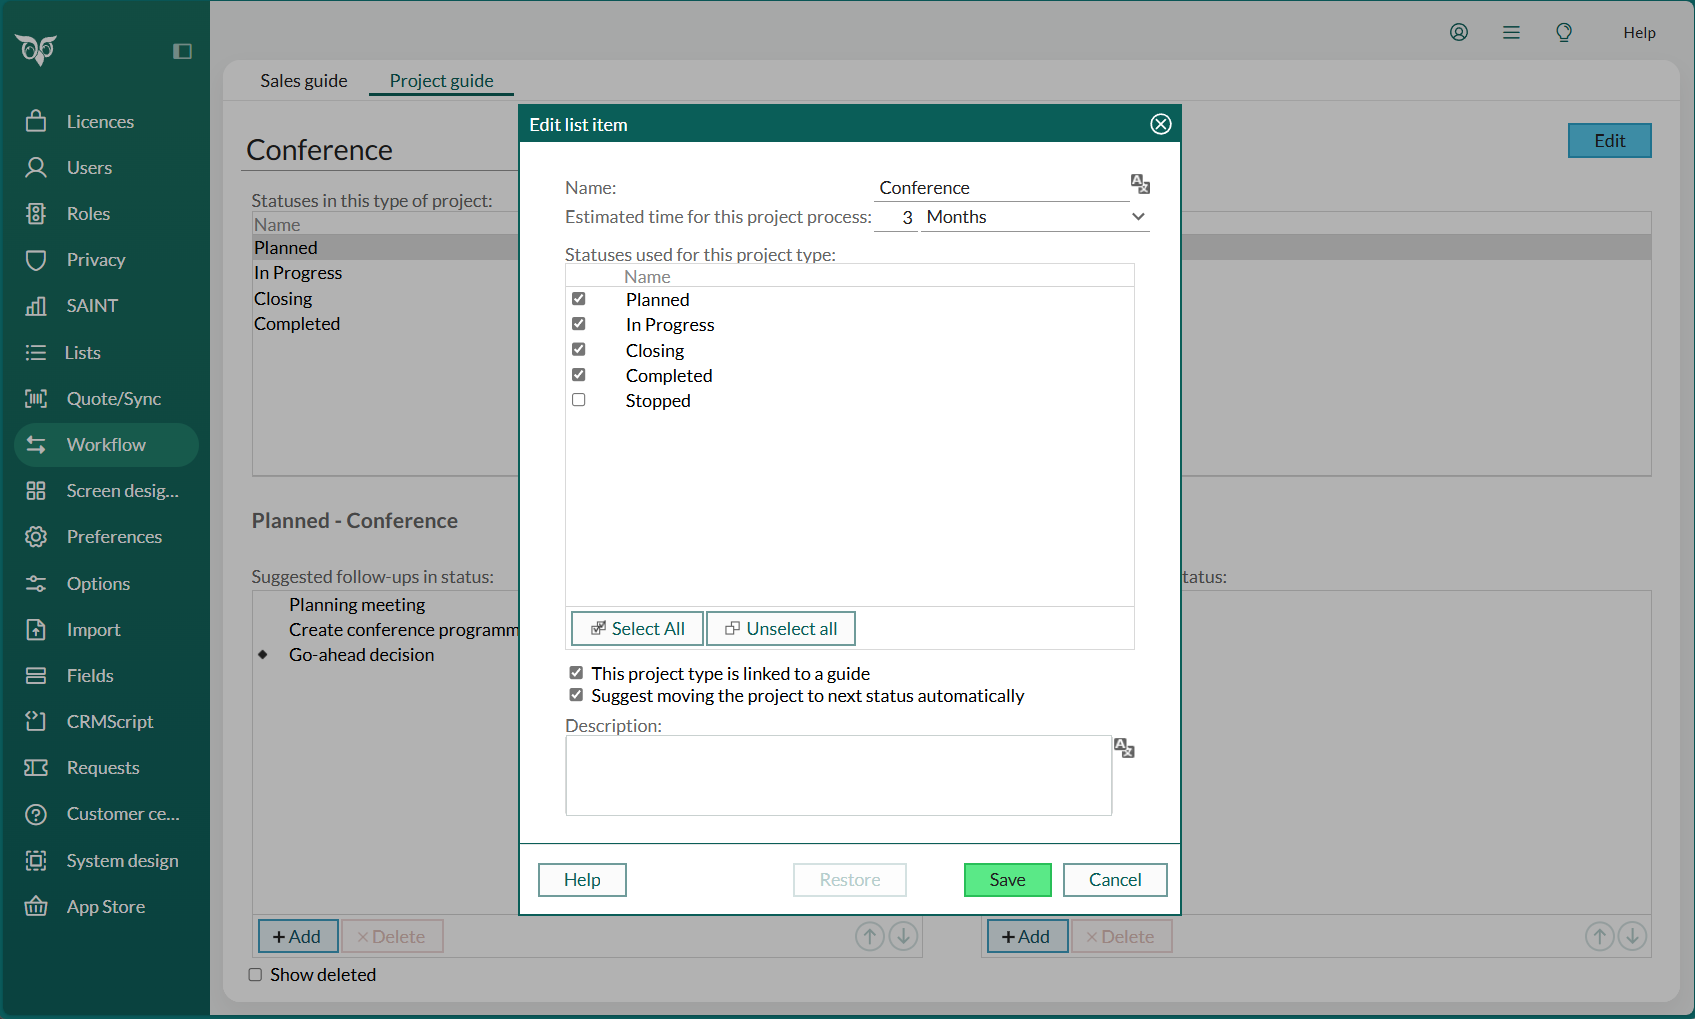 Help
Sales guide
Project guide
Licences
Users
Roles
Privacy
SAINT
Lists
Quote/Sync
Workflow
Screen desig...
Preferences
Options
Import
Fields
CRMScript
Requests
Customer ce...
System design
App Store
Conference
Edit
Statuses in this type of project:
Name
Planned
In Progress
Closing
Completed
Planned - Conference
Suggested follow-ups in status:
Planning meeting
Create conference programm
Go-ahead decision
+ Add
× Delete
Show deleted
tatus:
+ Add
× Delete
Edit list item
Name:
Conference
Estimated time for this project process:
3
Months
Statuses used for this project type:
Name
Planned
In Progress
Closing
Completed
Stopped
Select All
Unselect all
This project type is linked to a guide
Suggest moving the project to next status automatically
Description:
Help
Restore
Save
Cancel